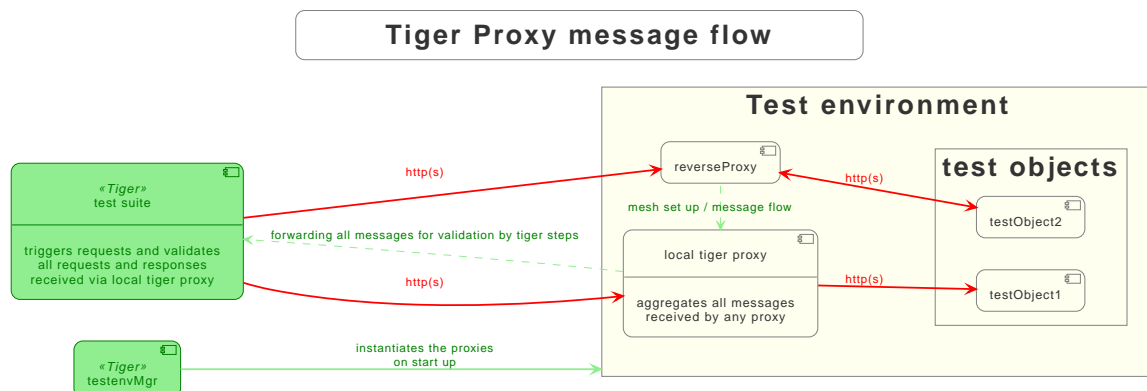 Tiger Proxy message flow
Test environment
test objects
reverseProxy
http(s)
http(s)
«Tiger»
test suite
mesh set up / message flow
testObject2
forwarding all messages for validation by tiger steps
triggers requests and validates
all requests and responses
received via local tiger proxy
local tiger proxy
http(s)
http(s)
aggregates all messages
received by any proxy
testObject1
instantiates the proxies
on start up
«Tiger»
testenvMgr